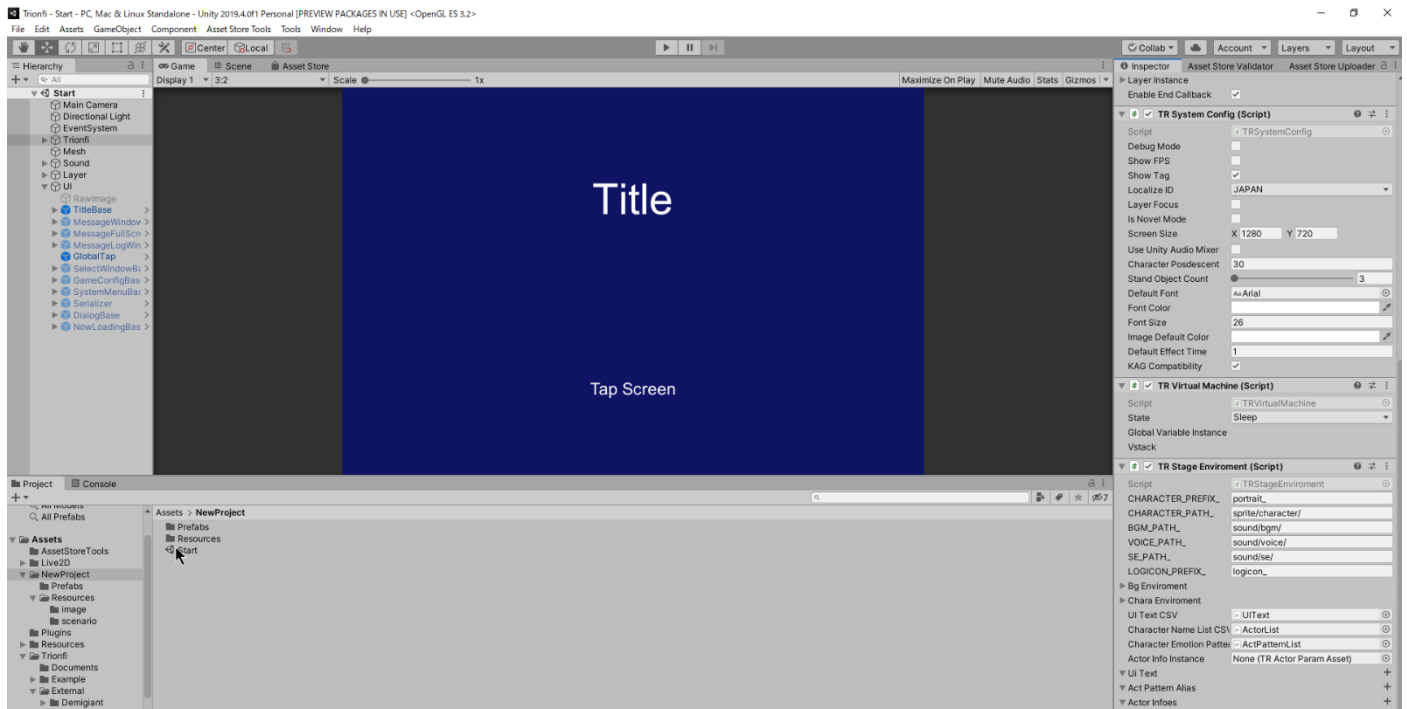 Trionfi - Start - PC, Mac & Linux Standalone - Unity 2019.4.0f1 Personal [PREVIEW PACKAGES IN USE] <OpenGL ES 3.2>
File Edit Assets GameObject Component Asset Store Tools Tools Window Help
Center Local Collab Account Layers Layout
Hierarchy
All
Start
Main Camera
Directional Light
EventSystem
Trionfi
Mesh
Sound
Layer
UI
RawImage
TitleBase
MessageWindow
MessageFullScr
MessageLogWin
GlobalTap
SelectWindowBa
GameConfigBas
SystemMenuBas
Serializer
DialogBase
NowLoadingBas
Game Scene Asset Store
Display 1 3:2 Scale 1x Maximize On Play Mute Audio Stats Gizmos
Title
Tap Screen
Project Console
7
All Models
All Prefabs
Assets
AssetStoreTools
Live2D
NewProject
Prefabs
Resources
image
scenario
Plugins
Resources
Trionfi
Documents
Example
External
Demigiant
Assets > NewProject
Prefabs
Resources
Start
Inspector Asset Store Validator Asset Store Uploader
Layer Instance
Enable End Callback
TR System Config (Script)
Script TRSystemConfig
Debug Mode
Show FPS
Show Tag
Localize ID JAPAN
Layer Focus
Is Novel Mode
Screen Size X 1280 Y 720
Use Unity Audio Mixer
Character Posdescent 30
Stand Object Count 3
Default Font Arial
Font Color
Font Size 26
Image Default Color
Default Effect Time 1
KAG Compatibility
TR Virtual Machine (Script)
Script TRVirtualMachine
State Sleep
Global Variable Instance
Vstack
TR Stage Enviroment (Script)
Script TRStageEnviroment
CHARACTER_PREFIX_ portrait_
CHARACTER_PATH_ sprite/character/
BGM_PATH_ sound/bgm/
VOICE_PATH_ sound/voice/
SE_PATH_ sound/se/
LOGICON_PREFIX_ logicon_
Bg Enviroment
Chara Enviroment
UI Text CSV UIText
Character Name List CSV ActorList
Character Emotion Patte ActPatternList
Actor Info Instance None (TR Actor Param Asset)
Ui Text
Act Pattern Alias
Actor Infoes